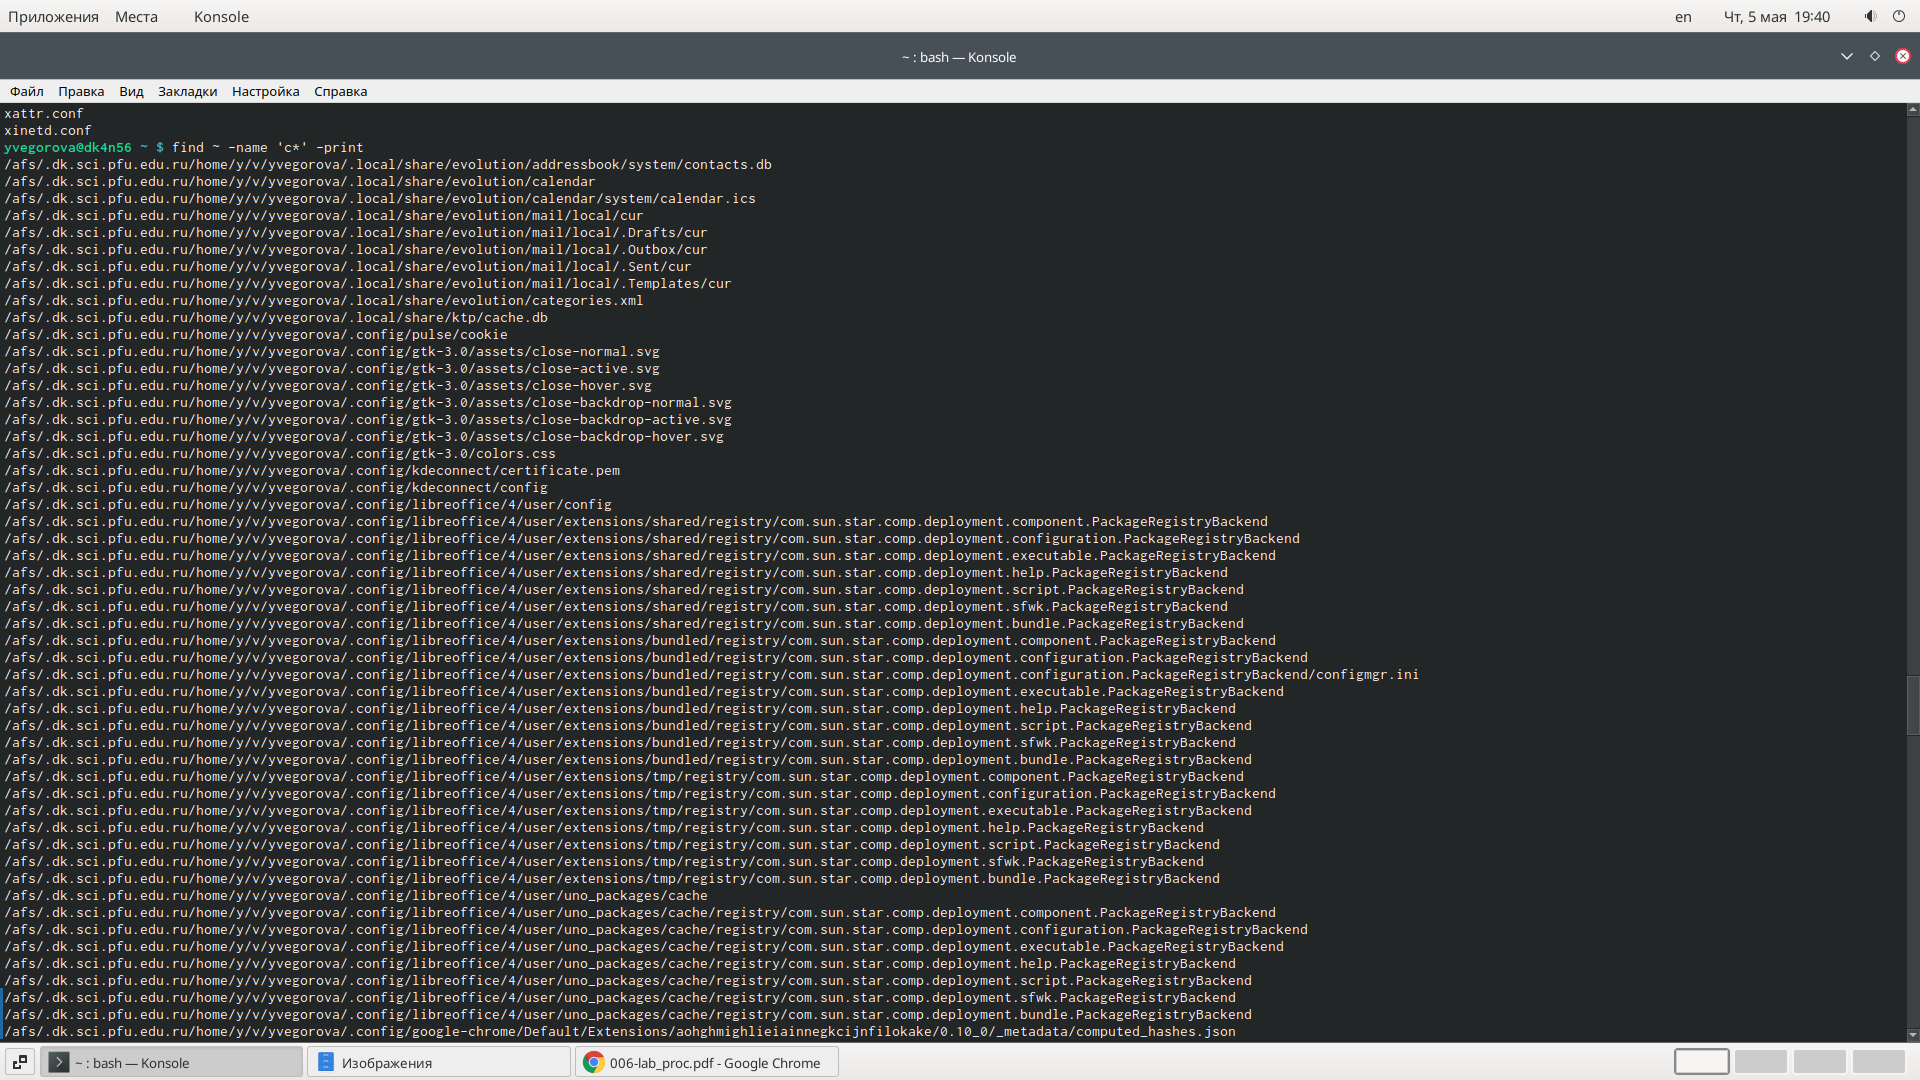 Приложения Места Konsole en Чт, 5 мая 19:40
~ : bash — Konsole
Файл Правка Вид Закладки Настройка Справка
xattr.conf
xinetd.conf
yvegorova@dk4n56 ~ $ find ~ -name 'c*' -print
/afs/.dk.sci.pfu.edu.ru/home/y/v/yvegorova/.local/share/evolution/addressbook/system/contacts.db
/afs/.dk.sci.pfu.edu.ru/home/y/v/yvegorova/.local/share/evolution/calendar
/afs/.dk.sci.pfu.edu.ru/home/y/v/yvegorova/.local/share/evolution/calendar/system/calendar.ics
/afs/.dk.sci.pfu.edu.ru/home/y/v/yvegorova/.local/share/evolution/mail/local/cur
/afs/.dk.sci.pfu.edu.ru/home/y/v/yvegorova/.local/share/evolution/mail/local/.Drafts/cur
/afs/.dk.sci.pfu.edu.ru/home/y/v/yvegorova/.local/share/evolution/mail/local/.Outbox/cur
/afs/.dk.sci.pfu.edu.ru/home/y/v/yvegorova/.local/share/evolution/mail/local/.Sent/cur
/afs/.dk.sci.pfu.edu.ru/home/y/v/yvegorova/.local/share/evolution/mail/local/.Templates/cur
/afs/.dk.sci.pfu.edu.ru/home/y/v/yvegorova/.local/share/evolution/categories.xml
/afs/.dk.sci.pfu.edu.ru/home/y/v/yvegorova/.local/share/ktp/cache.db
/afs/.dk.sci.pfu.edu.ru/home/y/v/yvegorova/.config/pulse/cookie
/afs/.dk.sci.pfu.edu.ru/home/y/v/yvegorova/.config/gtk-3.0/assets/close-normal.svg
/afs/.dk.sci.pfu.edu.ru/home/y/v/yvegorova/.config/gtk-3.0/assets/close-active.svg
/afs/.dk.sci.pfu.edu.ru/home/y/v/yvegorova/.config/gtk-3.0/assets/close-hover.svg
/afs/.dk.sci.pfu.edu.ru/home/y/v/yvegorova/.config/gtk-3.0/assets/close-backdrop-normal.svg
/afs/.dk.sci.pfu.edu.ru/home/y/v/yvegorova/.config/gtk-3.0/assets/close-backdrop-active.svg
/afs/.dk.sci.pfu.edu.ru/home/y/v/yvegorova/.config/gtk-3.0/assets/close-backdrop-hover.svg
/afs/.dk.sci.pfu.edu.ru/home/y/v/yvegorova/.config/gtk-3.0/colors.css
/afs/.dk.sci.pfu.edu.ru/home/y/v/yvegorova/.config/kdeconnect/certificate.pem
/afs/.dk.sci.pfu.edu.ru/home/y/v/yvegorova/.config/kdeconnect/config
/afs/.dk.sci.pfu.edu.ru/home/y/v/yvegorova/.config/libreoffice/4/user/config
/afs/.dk.sci.pfu.edu.ru/home/y/v/yvegorova/.config/libreoffice/4/user/extensions/shared/registry/com.sun.star.comp.deployment.component.PackageRegistryBackend
/afs/.dk.sci.pfu.edu.ru/home/y/v/yvegorova/.config/libreoffice/4/user/extensions/shared/registry/com.sun.star.comp.deployment.configuration.PackageRegistryBackend
/afs/.dk.sci.pfu.edu.ru/home/y/v/yvegorova/.config/libreoffice/4/user/extensions/shared/registry/com.sun.star.comp.deployment.executable.PackageRegistryBackend
/afs/.dk.sci.pfu.edu.ru/home/y/v/yvegorova/.config/libreoffice/4/user/extensions/shared/registry/com.sun.star.comp.deployment.help.PackageRegistryBackend
/afs/.dk.sci.pfu.edu.ru/home/y/v/yvegorova/.config/libreoffice/4/user/extensions/shared/registry/com.sun.star.comp.deployment.script.PackageRegistryBackend
/afs/.dk.sci.pfu.edu.ru/home/y/v/yvegorova/.config/libreoffice/4/user/extensions/shared/registry/com.sun.star.comp.deployment.sfwk.PackageRegistryBackend
/afs/.dk.sci.pfu.edu.ru/home/y/v/yvegorova/.config/libreoffice/4/user/extensions/shared/registry/com.sun.star.comp.deployment.bundle.PackageRegistryBackend
/afs/.dk.sci.pfu.edu.ru/home/y/v/yvegorova/.config/libreoffice/4/user/extensions/bundled/registry/com.sun.star.comp.deployment.component.PackageRegistryBackend
/afs/.dk.sci.pfu.edu.ru/home/y/v/yvegorova/.config/libreoffice/4/user/extensions/bundled/registry/com.sun.star.comp.deployment.configuration.PackageRegistryBackend
/afs/.dk.sci.pfu.edu.ru/home/y/v/yvegorova/.config/libreoffice/4/user/extensions/bundled/registry/com.sun.star.comp.deployment.configuration.PackageRegistryBackend/configmgr.ini
/afs/.dk.sci.pfu.edu.ru/home/y/v/yvegorova/.config/libreoffice/4/user/extensions/bundled/registry/com.sun.star.comp.deployment.executable.PackageRegistryBackend
/afs/.dk.sci.pfu.edu.ru/home/y/v/yvegorova/.config/libreoffice/4/user/extensions/bundled/registry/com.sun.star.comp.deployment.help.PackageRegistryBackend
/afs/.dk.sci.pfu.edu.ru/home/y/v/yvegorova/.config/libreoffice/4/user/extensions/bundled/registry/com.sun.star.comp.deployment.script.PackageRegistryBackend
/afs/.dk.sci.pfu.edu.ru/home/y/v/yvegorova/.config/libreoffice/4/user/extensions/bundled/registry/com.sun.star.comp.deployment.sfwk.PackageRegistryBackend
/afs/.dk.sci.pfu.edu.ru/home/y/v/yvegorova/.config/libreoffice/4/user/extensions/bundled/registry/com.sun.star.comp.deployment.bundle.PackageRegistryBackend
/afs/.dk.sci.pfu.edu.ru/home/y/v/yvegorova/.config/libreoffice/4/user/extensions/tmp/registry/com.sun.star.comp.deployment.component.PackageRegistryBackend
/afs/.dk.sci.pfu.edu.ru/home/y/v/yvegorova/.config/libreoffice/4/user/extensions/tmp/registry/com.sun.star.comp.deployment.configuration.PackageRegistryBackend
/afs/.dk.sci.pfu.edu.ru/home/y/v/yvegorova/.config/libreoffice/4/user/extensions/tmp/registry/com.sun.star.comp.deployment.executable.PackageRegistryBackend
/afs/.dk.sci.pfu.edu.ru/home/y/v/yvegorova/.config/libreoffice/4/user/extensions/tmp/registry/com.sun.star.comp.deployment.help.PackageRegistryBackend
/afs/.dk.sci.pfu.edu.ru/home/y/v/yvegorova/.config/libreoffice/4/user/extensions/tmp/registry/com.sun.star.comp.deployment.script.PackageRegistryBackend
/afs/.dk.sci.pfu.edu.ru/home/y/v/yvegorova/.config/libreoffice/4/user/extensions/tmp/registry/com.sun.star.comp.deployment.sfwk.PackageRegistryBackend
/afs/.dk.sci.pfu.edu.ru/home/y/v/yvegorova/.config/libreoffice/4/user/extensions/tmp/registry/com.sun.star.comp.deployment.bundle.PackageRegistryBackend
/afs/.dk.sci.pfu.edu.ru/home/y/v/yvegorova/.config/libreoffice/4/user/uno_packages/cache
/afs/.dk.sci.pfu.edu.ru/home/y/v/yvegorova/.config/libreoffice/4/user/uno_packages/cache/registry/com.sun.star.comp.deployment.component.PackageRegistryBackend
/afs/.dk.sci.pfu.edu.ru/home/y/v/yvegorova/.config/libreoffice/4/user/uno_packages/cache/registry/com.sun.star.comp.deployment.configuration.PackageRegistryBackend
/afs/.dk.sci.pfu.edu.ru/home/y/v/yvegorova/.config/libreoffice/4/user/uno_packages/cache/registry/com.sun.star.comp.deployment.executable.PackageRegistryBackend
/afs/.dk.sci.pfu.edu.ru/home/y/v/yvegorova/.config/libreoffice/4/user/uno_packages/cache/registry/com.sun.star.comp.deployment.help.PackageRegistryBackend
/afs/.dk.sci.pfu.edu.ru/home/y/v/yvegorova/.config/libreoffice/4/user/uno_packages/cache/registry/com.sun.star.comp.deployment.script.PackageRegistryBackend
/afs/.dk.sci.pfu.edu.ru/home/y/v/yvegorova/.config/libreoffice/4/user/uno_packages/cache/registry/com.sun.star.comp.deployment.sfwk.PackageRegistryBackend
/afs/.dk.sci.pfu.edu.ru/home/y/v/yvegorova/.config/libreoffice/4/user/uno_packages/cache/registry/com.sun.star.comp.deployment.bundle.PackageRegistryBackend
/afs/.dk.sci.pfu.edu.ru/home/y/v/yvegorova/.config/google-chrome/Default/Extensions/aohghmighlieiainnegkcijnfilokake/0.10_0/_metadata/computed_hashes.json
~ : bash — Konsole Изображения 006-lab_proc.pdf - Google Chrome